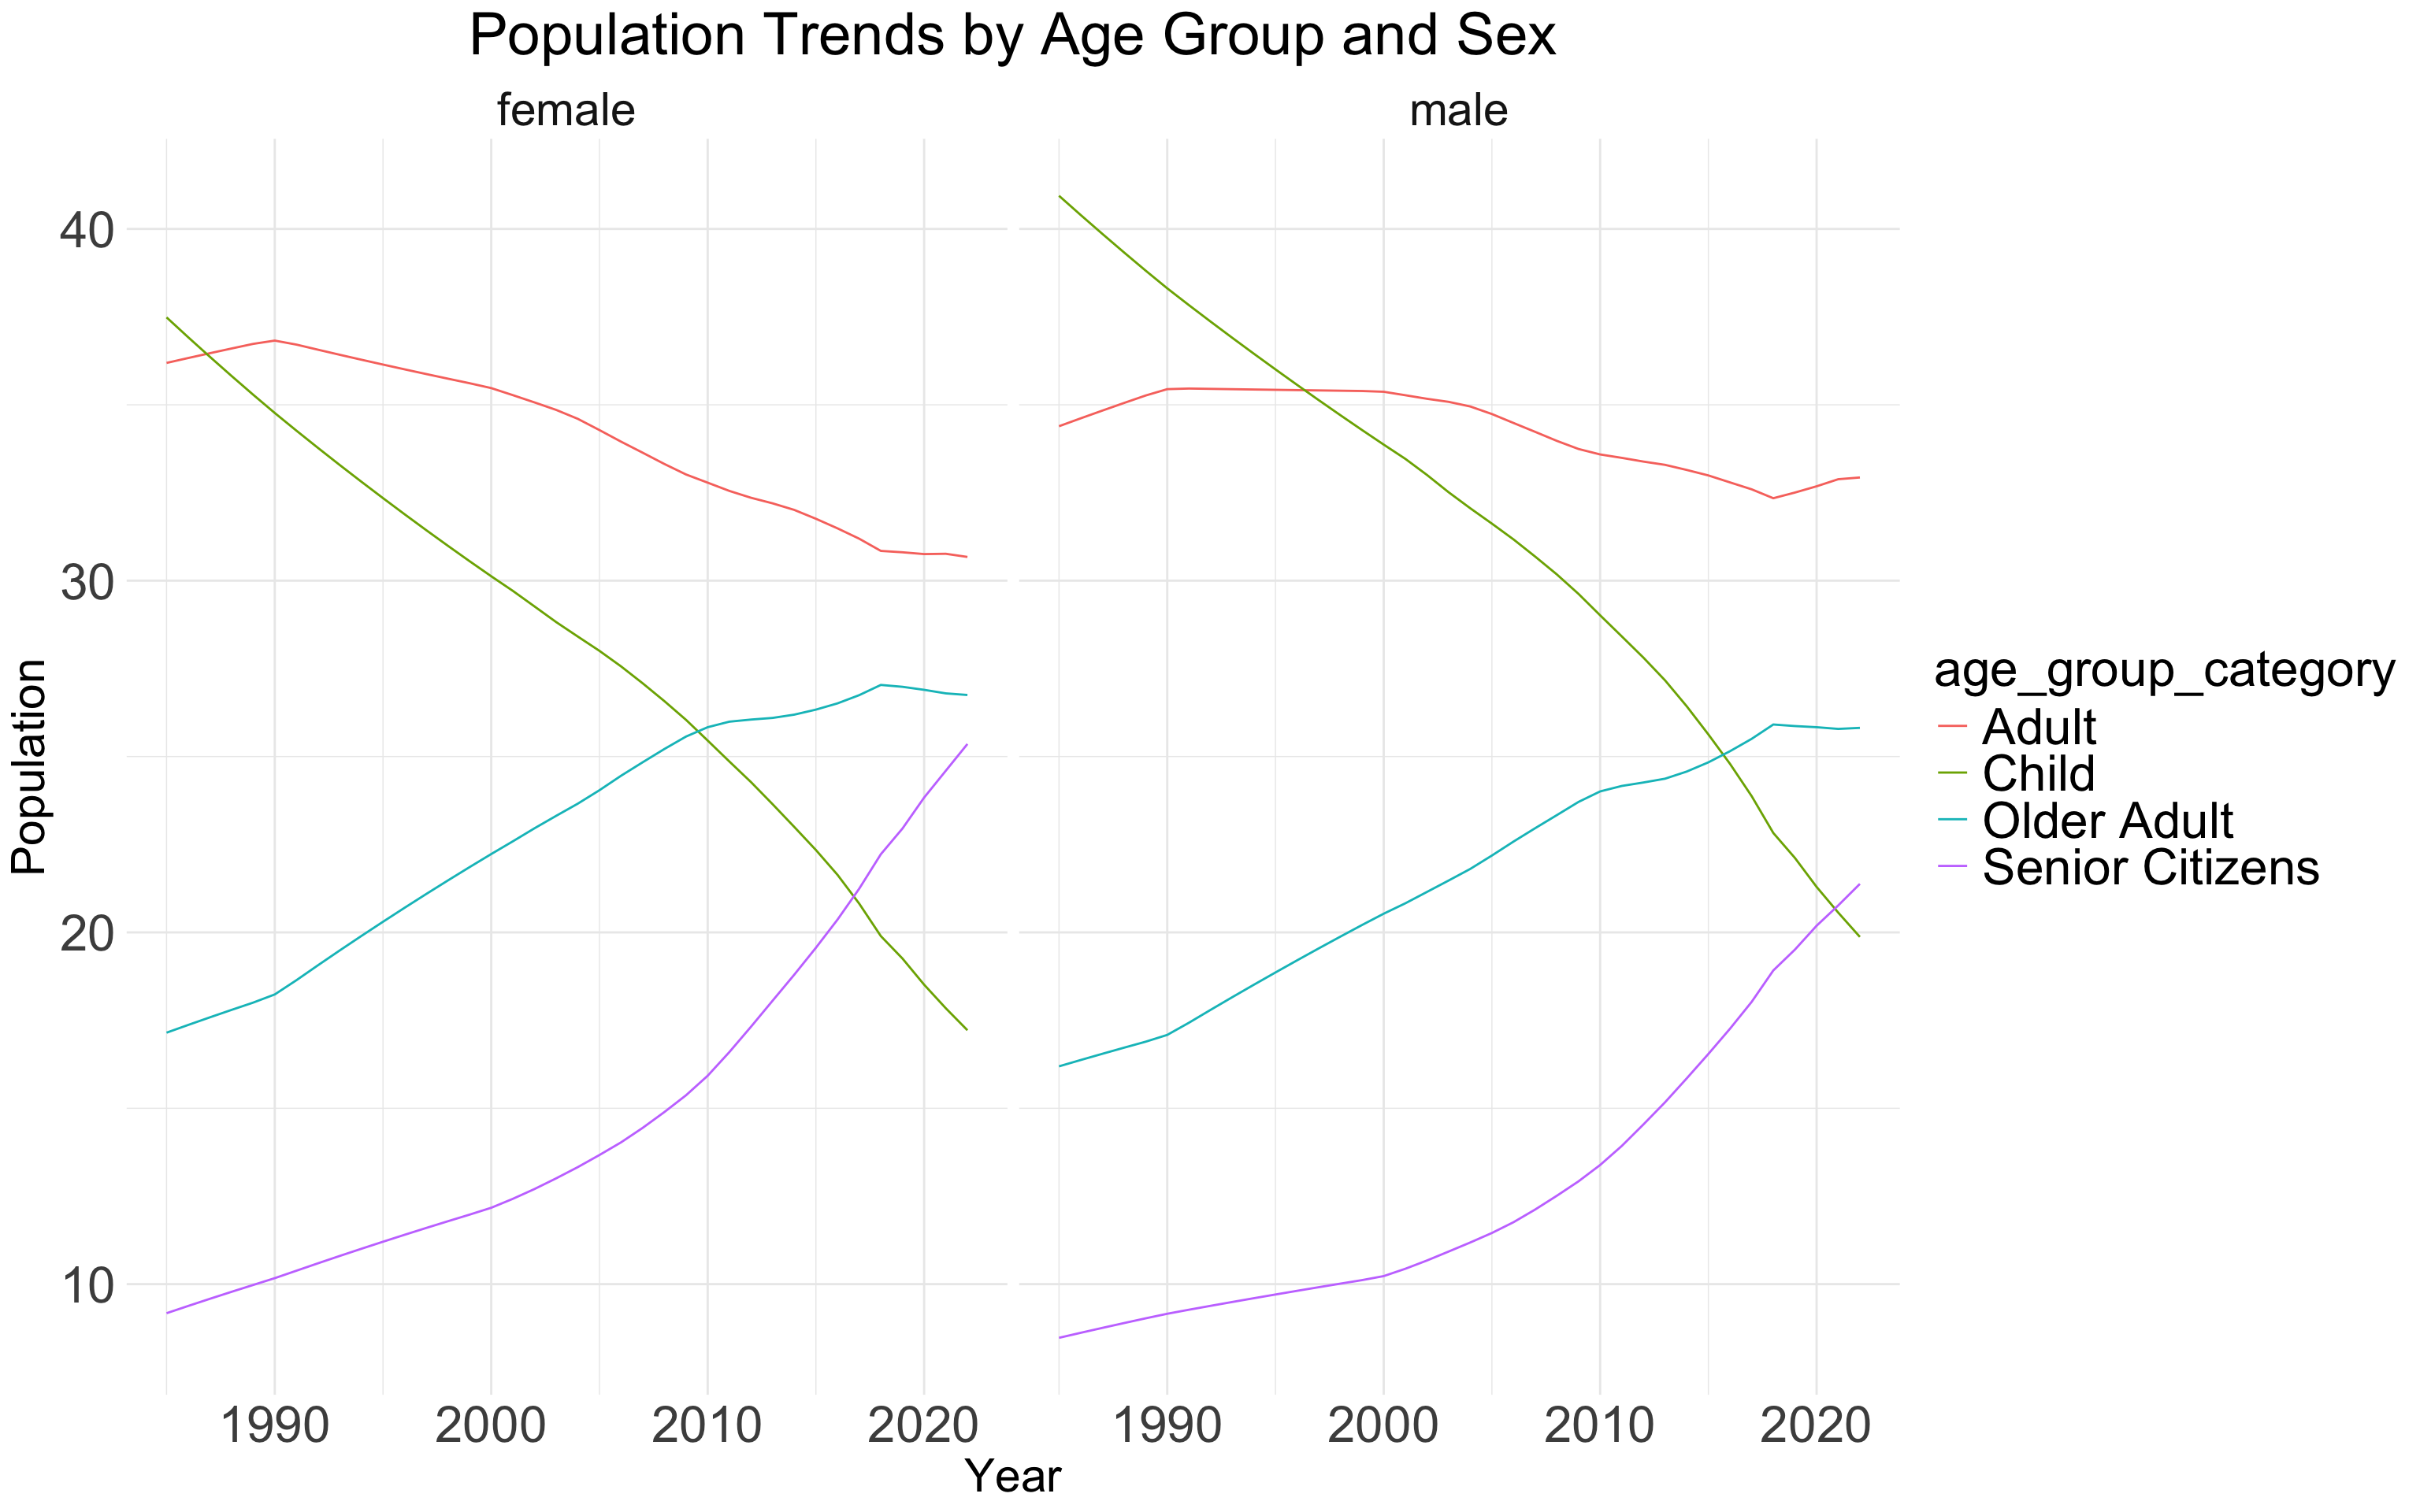 Population Trends by Age Group and Sex
female
male
40
30
20
10
Population
1990
2000
2010
2020
1990
2000
2010
2020
Year
age_group_category
Adult
Child
Older Adult
Senior Citizens